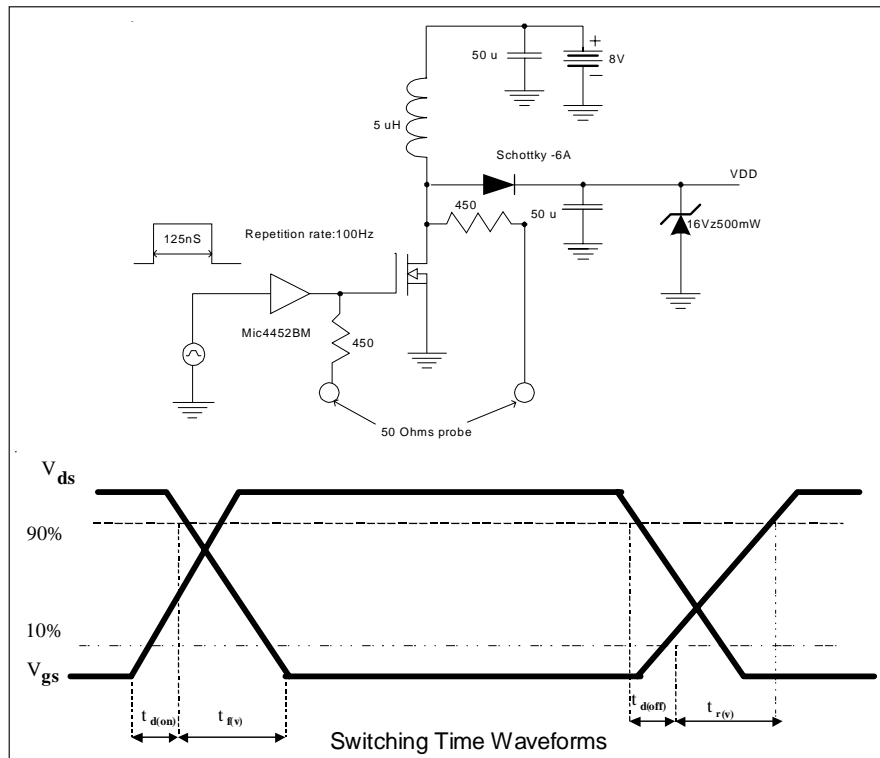 50 u
8V
5 uH
Schottky -6A
VDD
450
50 u
16Vz500mW
125nS
Repetition rate:100Hz
Mic4452BM
450
50 Ohms probe
Vds
90%
10%
Vgs
t d(on)
t f(v)
t d(off)
t r(v)
Switching Time Waveforms